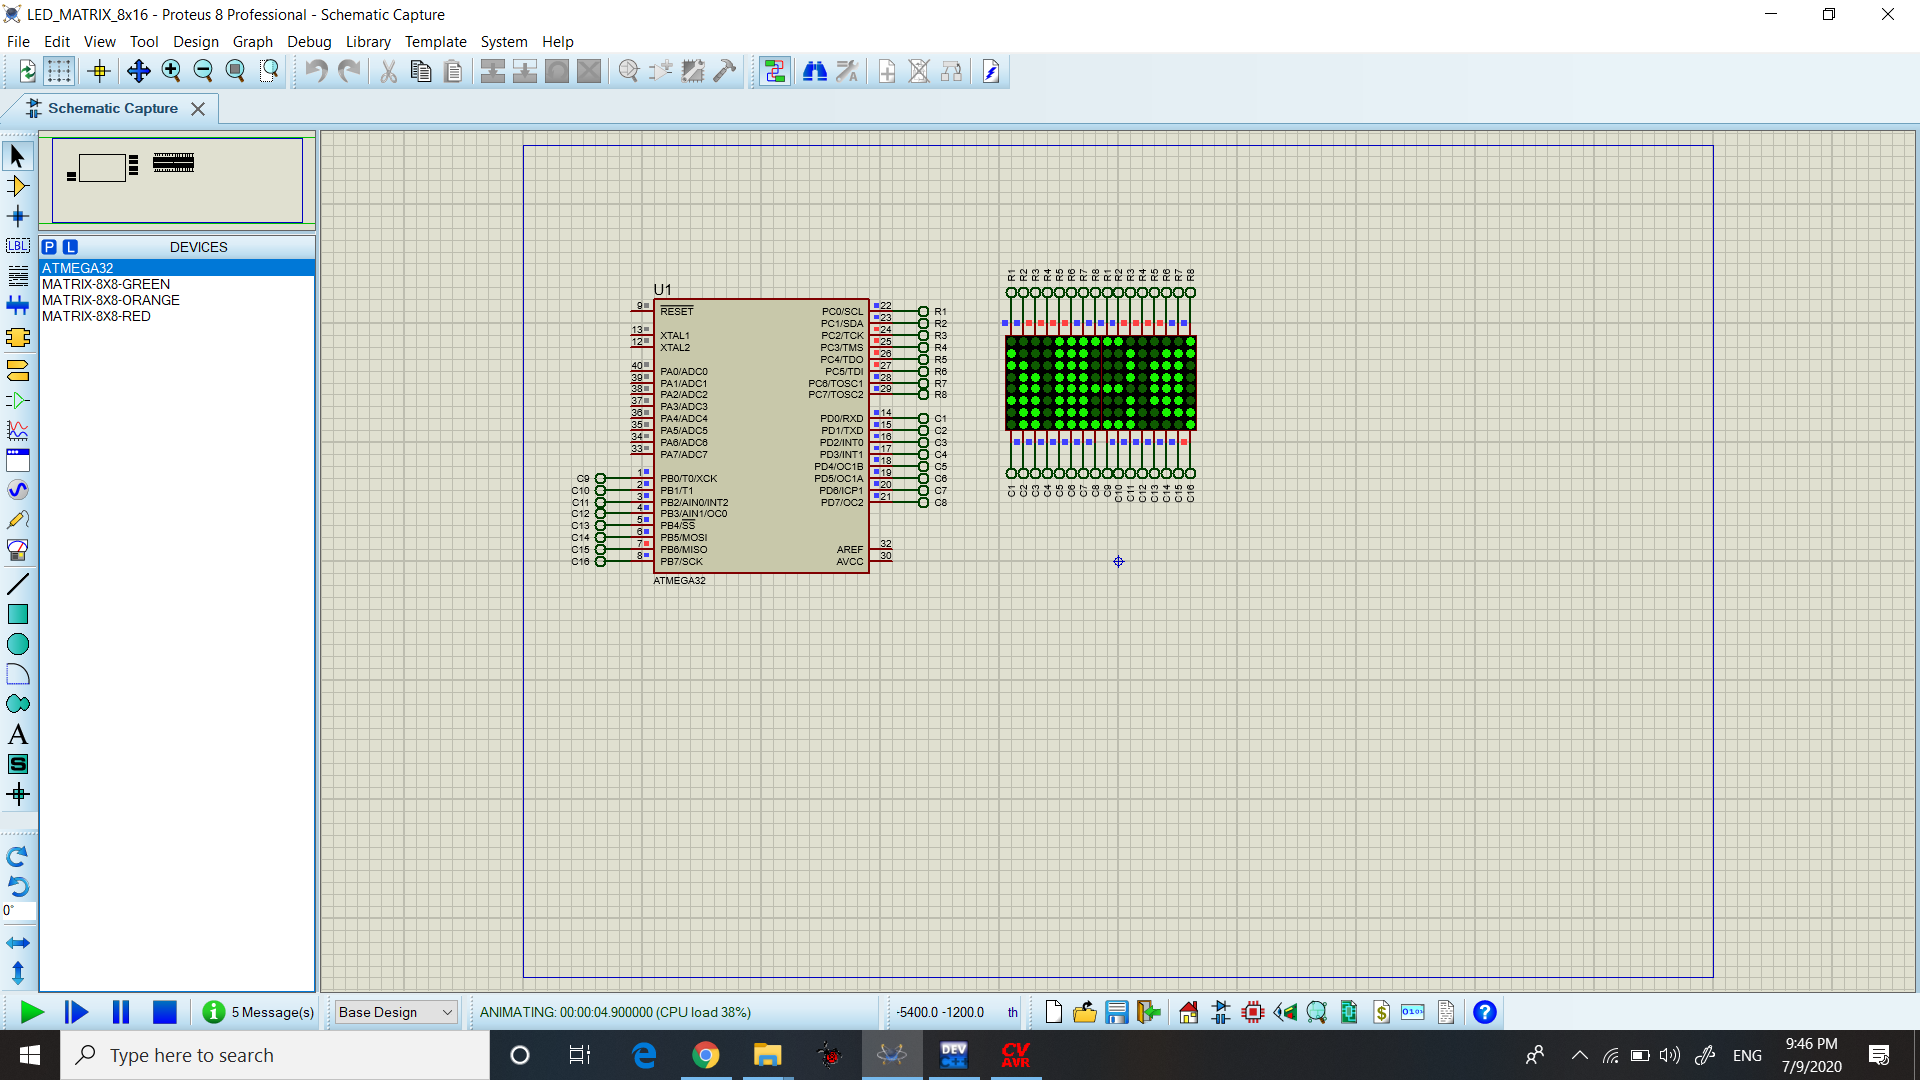 LED_MATRIX_8x16 - Proteus 8 Professional - Schematic Capture
File Edit View Tool Design Graph Debug Library Template System Help
Schematic Capture
P L DEVICES
ATMEGA32
MATRIX-8X8-GREEN
MATRIX-8X8-ORANGE
MATRIX-8X8-RED
LBL
A
S
0°
U1
9 RESET
13 XTAL1
12 XTAL2
40 PA0/ADC0
39 PA1/ADC1
38 PA2/ADC2
37 PA3/ADC3
36 PA4/ADC4
35 PA5/ADC5
34 PA6/ADC6
33 PA7/ADC7
C9 1 PB0/T0/XCK
C10 2 PB1/T1
C11 3 PB2/AIN0/INT2
C12 4 PB3/AIN1/OC0
C13 5 PB4/SS
C14 6 PB5/MOSI
C15 7 PB6/MISO
C16 8 PB7/SCK
PC0/SCL 22 R1
PC1/SDA 23 R2
PC2/TCK 24 R3
PC3/TMS 25 R4
PC4/TDO 26 R5
PC5/TDI 27 R6
PC6/TOSC1 28 R7
PC7/TOSC2 29 R8
PD0/RXD 14 C1
PD1/TXD 15 C2
PD2/INT0 16 C3
PD3/INT1 17 C4
PD4/OC1B 18 C5
PD5/OC1A 19 C6
PD6/ICP1 20 C7
PD7/OC2 21 C8
AREF 32
AVCC 30
ATMEGA32
R1 R2 R3 R4 R5 R6 R7 R8 R1 R2 R3 R4 R5 R6 R7 R8
C1 C2 C3 C4 C5 C6 C7 C8 C9 C10 C11 C12 C13 C14 C15 C16
5 Message(s) Base Design ANIMATING: 00:00:04.900000 (CPU load 38%) -5400.0 -1200.0 th
Type here to search
DEV C++
CV AVR
ENG
9:46 PM
7/9/2020